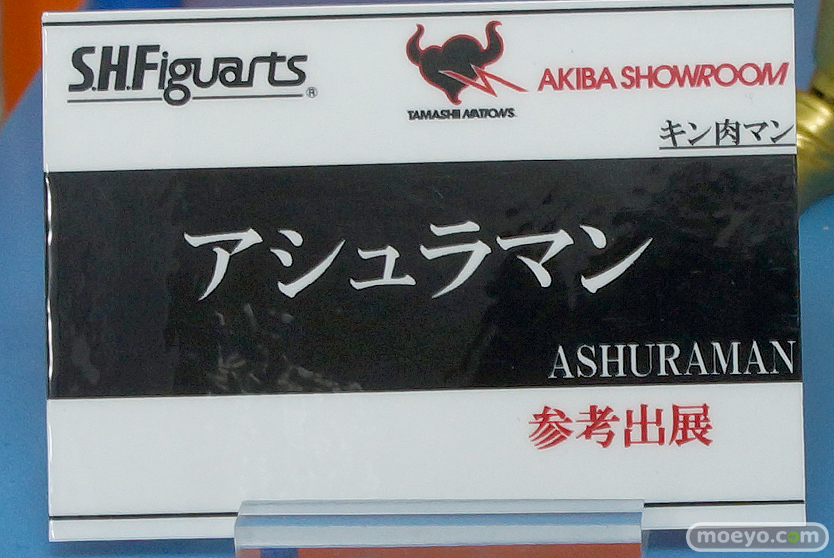 S.H.Figuarts®
TAMASHII NATIONS
AKIBA SHOWROOM
キン肉マン
アシュラマン
ASHURAMAN
参考出展
moeyo.com